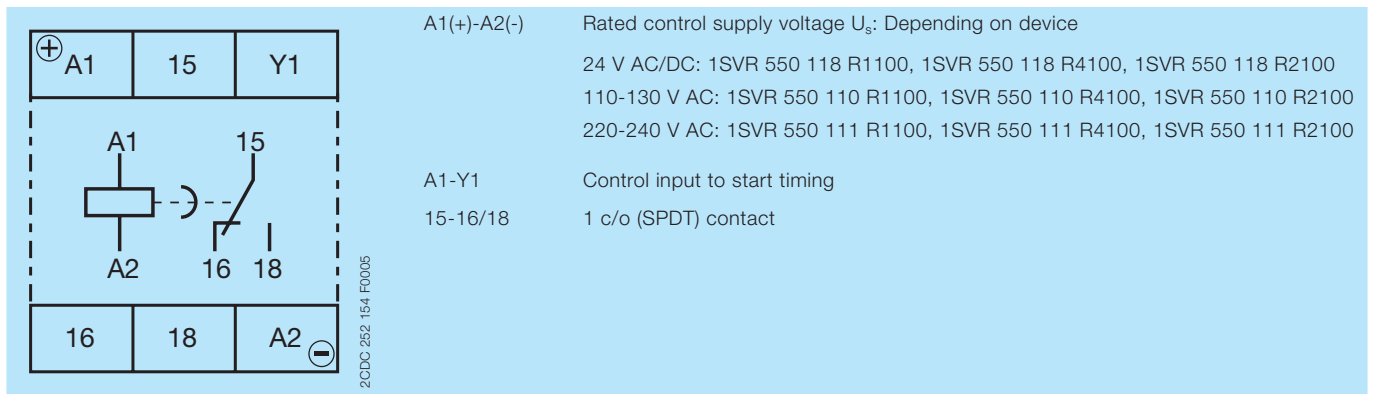 A1 15 Y1
A1 15
A2 16 18
16 18 A2
2CDC 252 154 F0005
A1(+)-A2(-) Rated control supply voltage Us: Depending on device
24 V AC/DC: 1SVR 550 118 R1100, 1SVR 550 118 R4100, 1SVR 550 118 R2100
110-130 V AC: 1SVR 550 110 R1100, 1SVR 550 110 R4100, 1SVR 550 110 R2100
220-240 V AC: 1SVR 550 111 R1100, 1SVR 550 111 R4100, 1SVR 550 111 R2100
A1-Y1 Control input to start timing
15-16/18 1 c/o (SPDT) contact